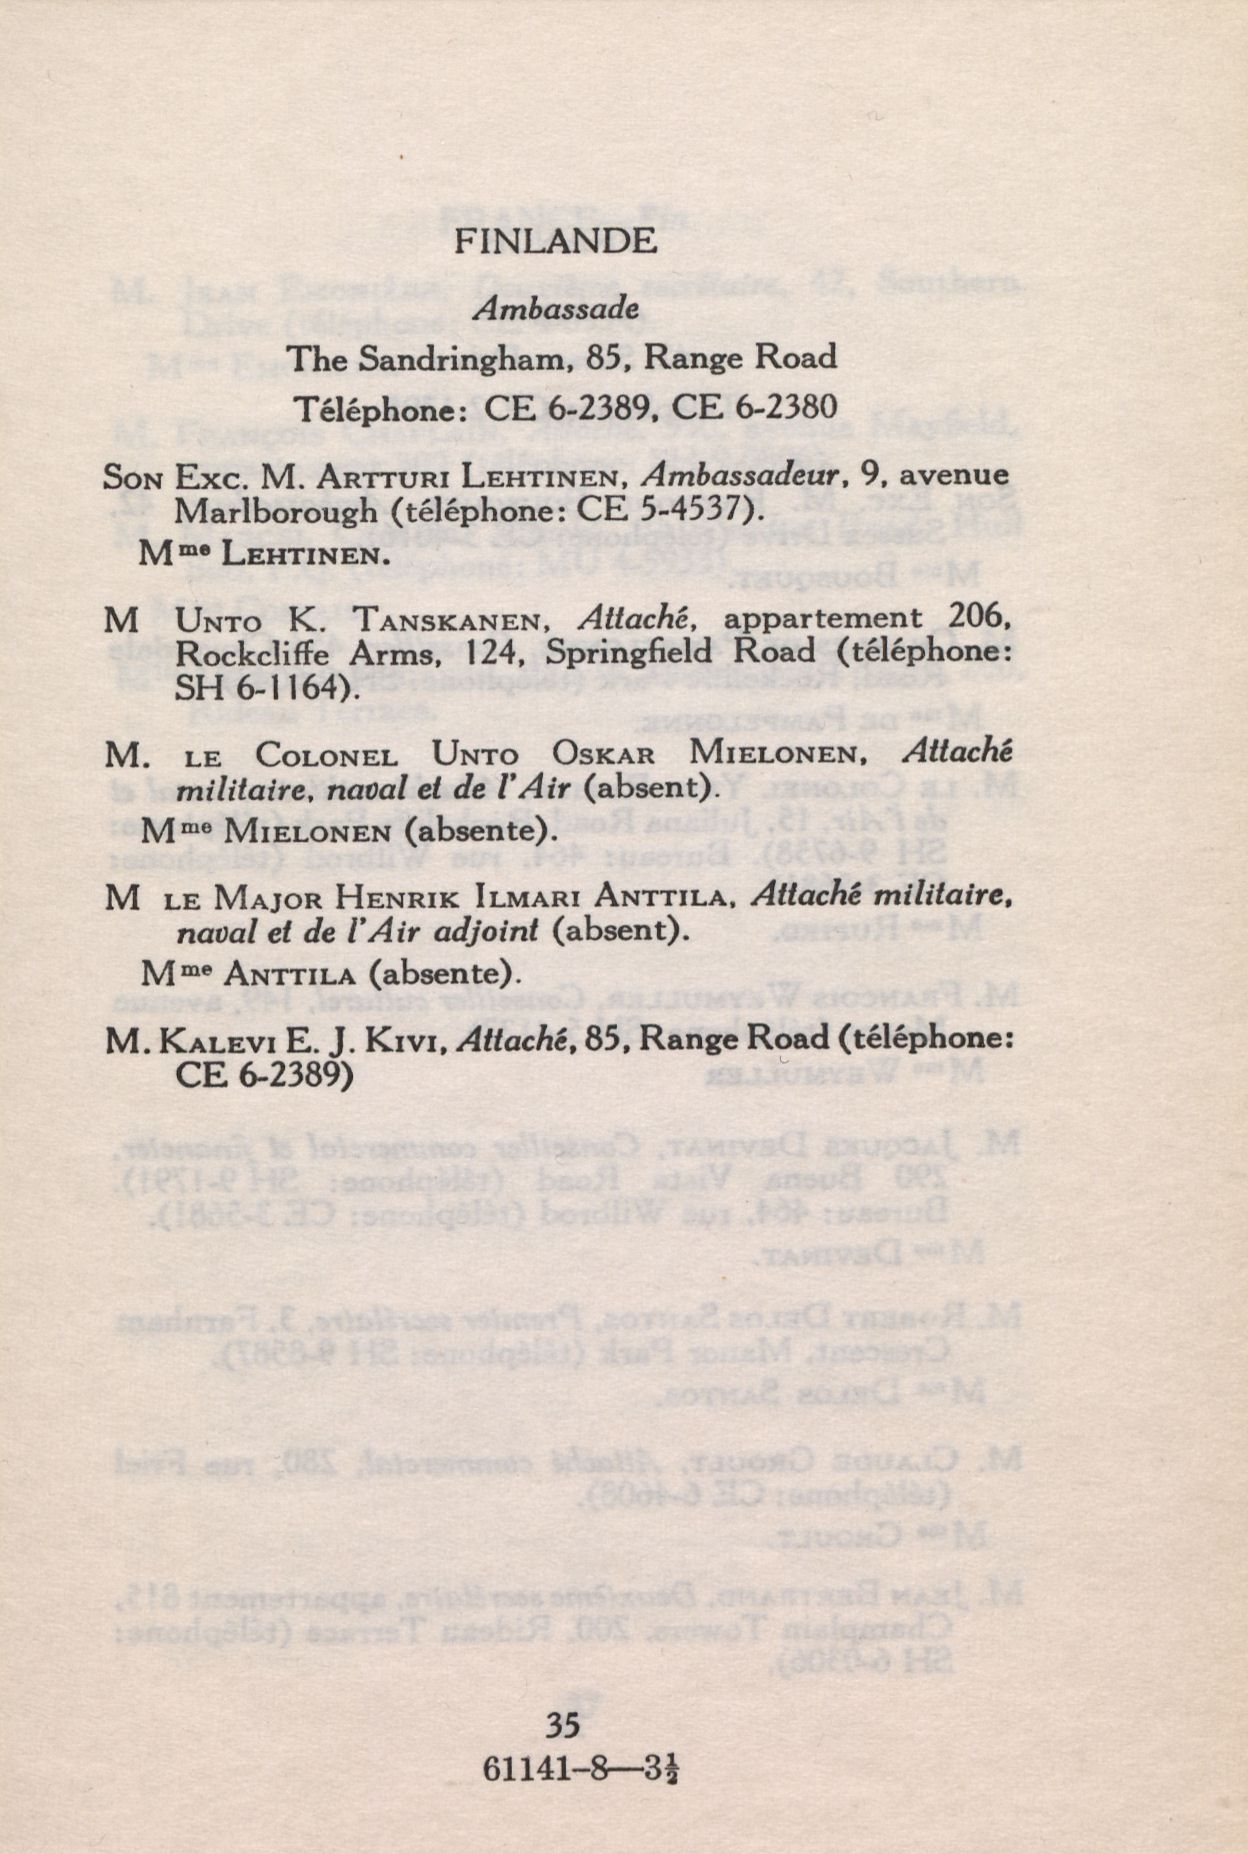 FINLANDE
Ambassade
The Sandringham, 85, Range Road
Téléphone: CE 6-2389, CE 6-2380
SON EXC. M. ARTTURI LEHTINEN, Ambassadeur, 9, avenue
Marlborough (téléphone: CE 5-4537).
Mme LEHTINEN.
M UNTO K. TANSKANEN, Attaché, appartement 206,
Rockcliffe Arms, 124, Springfield Road (téléphone:
SH 6-1164).
M. LE COLONEL UNTO OSKAR MIELONEN, Attaché
militaire, naval et de l'Air (absent).
Mme MIELONEN (absente).
M LE MAJOR HENRIK ILMARI ANTTILA, Attaché militaire,
naval et de l'Air adjoint (absent).
Mme ANTTILA (absente).
M. KALEVI E. J. KIVI, Attaché, 85, Range Road (téléphone:
CE 6-2389)
35
61141-8—3½